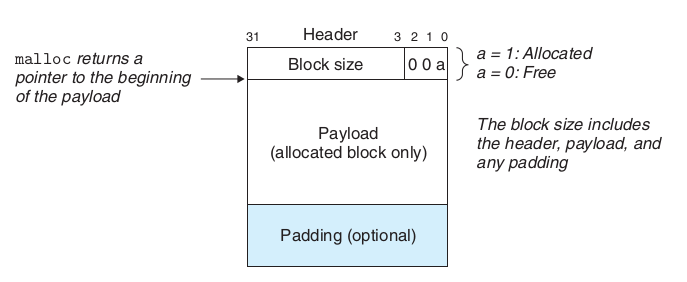 31 Header 3 2 1 0
malloc returns a
pointer to the beginning
of the payload
Block size 0 0 a
a = 1: Allocated
a = 0: Free
Payload
(allocated block only)
The block size includes
the header, payload, and
any padding
Padding (optional)